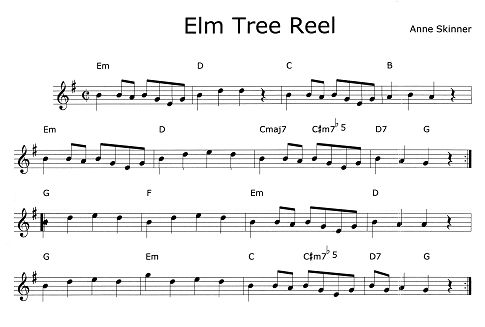 Elm Tree Reel
Anne Skinner
Em D C B
Em D Cmaj7 C#m7♭5 D7 G
G F Em D
G Em C C#m7♭5 D7 G